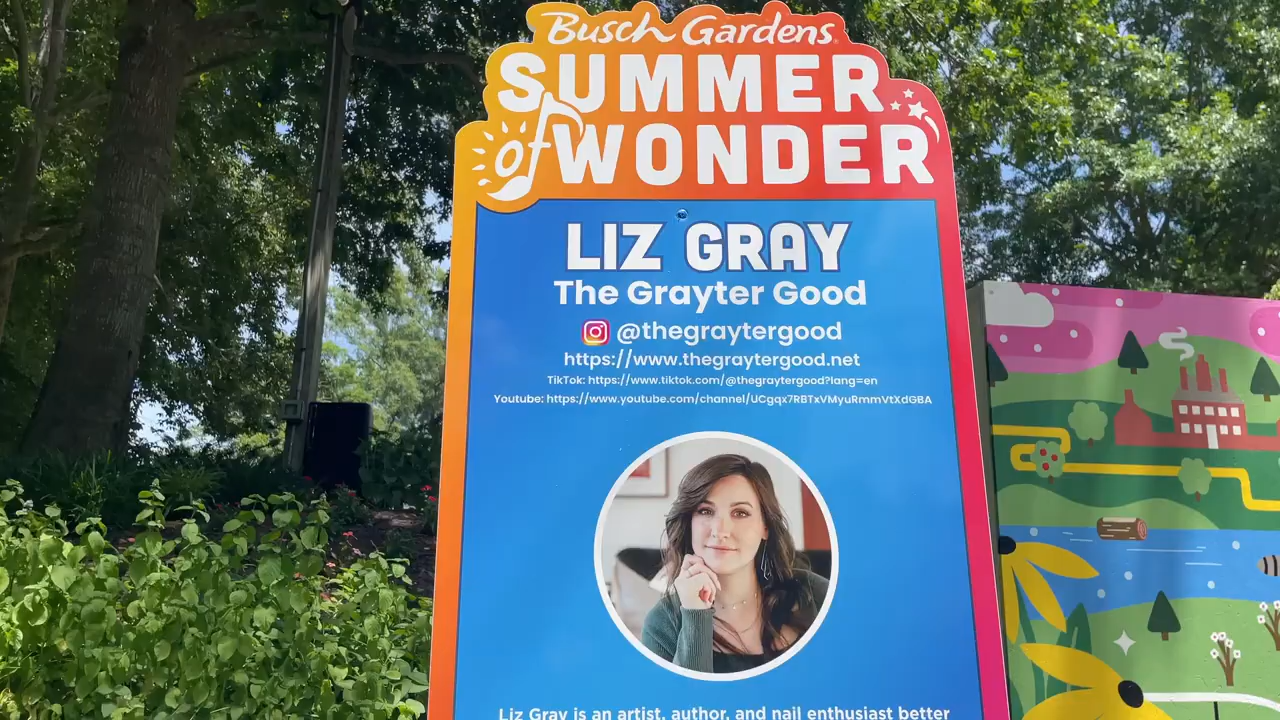 Busch Gardens
SUMMER
of WONDER
LIZ GRAY
The Grayter Good
@thegraytergood
https://www.thegraytergood.net
TikTok: https://www.tiktok.com/@thegraytergood?lang=en
Youtube: https://www.youtube.com/channel/UCgqx7RBTxVMyuRmmVtXdGBA
Liz Gray is an artist, author, and nail enthusiast better